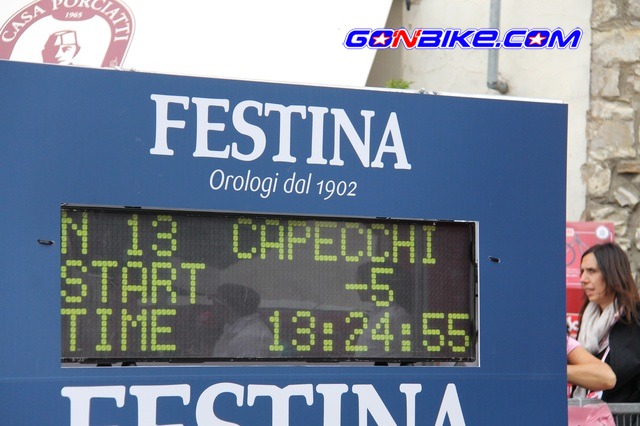 CASA PORCIATTI
1965
GONBIKE.COM
FESTINA
Orologi dal 1902
N 13 CAPECCHI
START -5
TIME 13:24:55
FESTINA